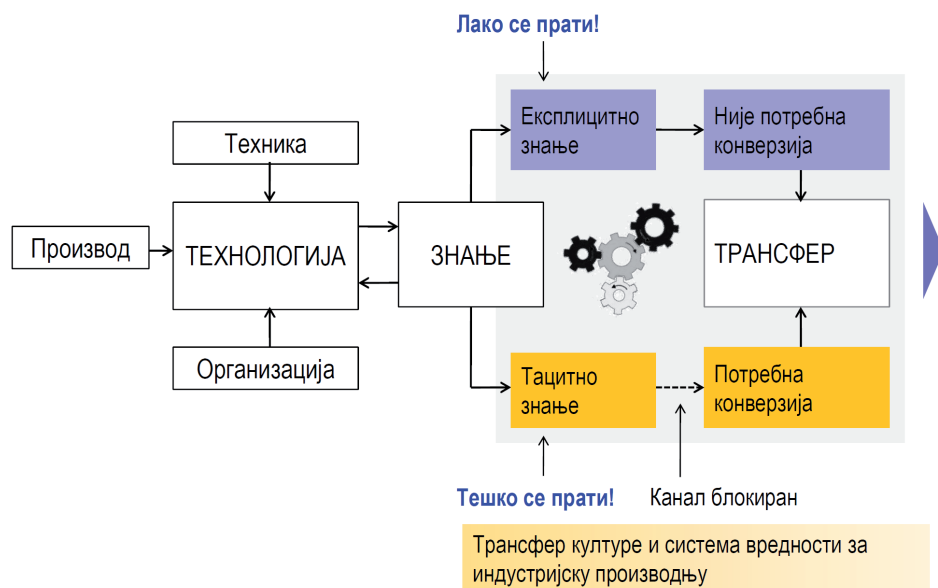 Лако се прати!
Експлицитно
знање
Није потребна
конверзија
Техника
Производ
ТЕХНОЛОГИЈА
ЗНАЊЕ
ТРАНСФЕР
Организација
Тацитно
знање
Потребна
конверзија
Тешко се прати!
Канал блокиран
Трансфер културе и система вредности за
индустријску производњу